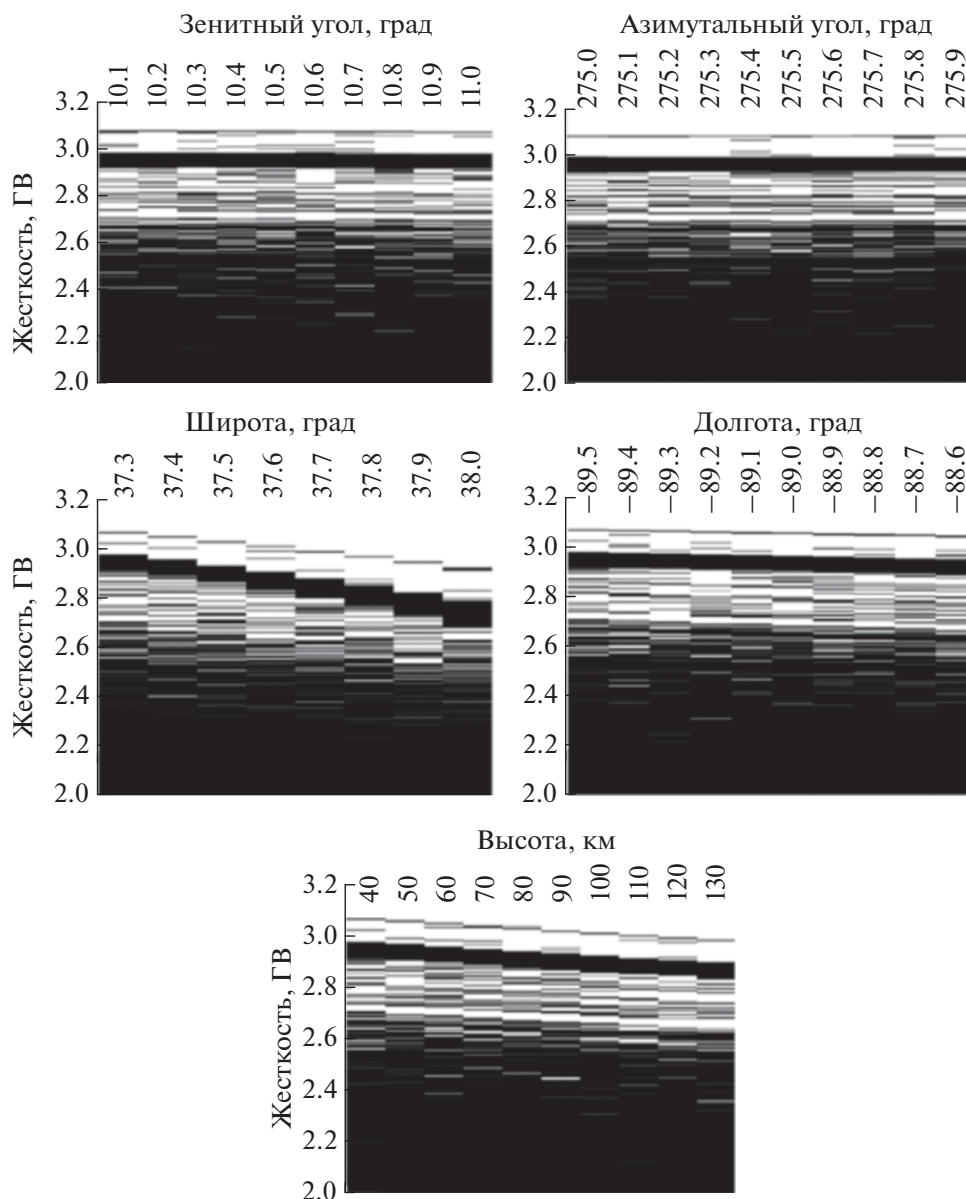 Зенитный угол, град
10.1 10.2 10.3 10.4 10.5 10.6 10.7 10.8 10.9 11.0
Жесткость, ГВ
3.2
3.0
2.8
2.6
2.4
2.2
2.0
Азимутальный угол, град
275.0 275.1 275.2 275.3 275.4 275.5 275.6 275.7 275.8 275.9
3.2
3.0
2.8
2.6
2.4
2.2
2.0
Широта, град
37.3 37.4 37.5 37.6 37.7 37.8 37.9 38.0
Жесткость, ГВ
3.2
3.0
2.8
2.6
2.4
2.2
2.0
Долгота, град
−89.5 −89.4 −89.3 −89.2 −89.1 −89.0 −88.9 −88.8 −88.7 −88.6
3.2
3.0
2.8
2.6
2.4
2.2
2.0
Высота, км
40 50 60 70 80 90 100 110 120 130
Жесткость, ГВ
3.2
3.0
2.8
2.6
2.4
2.2
2.0